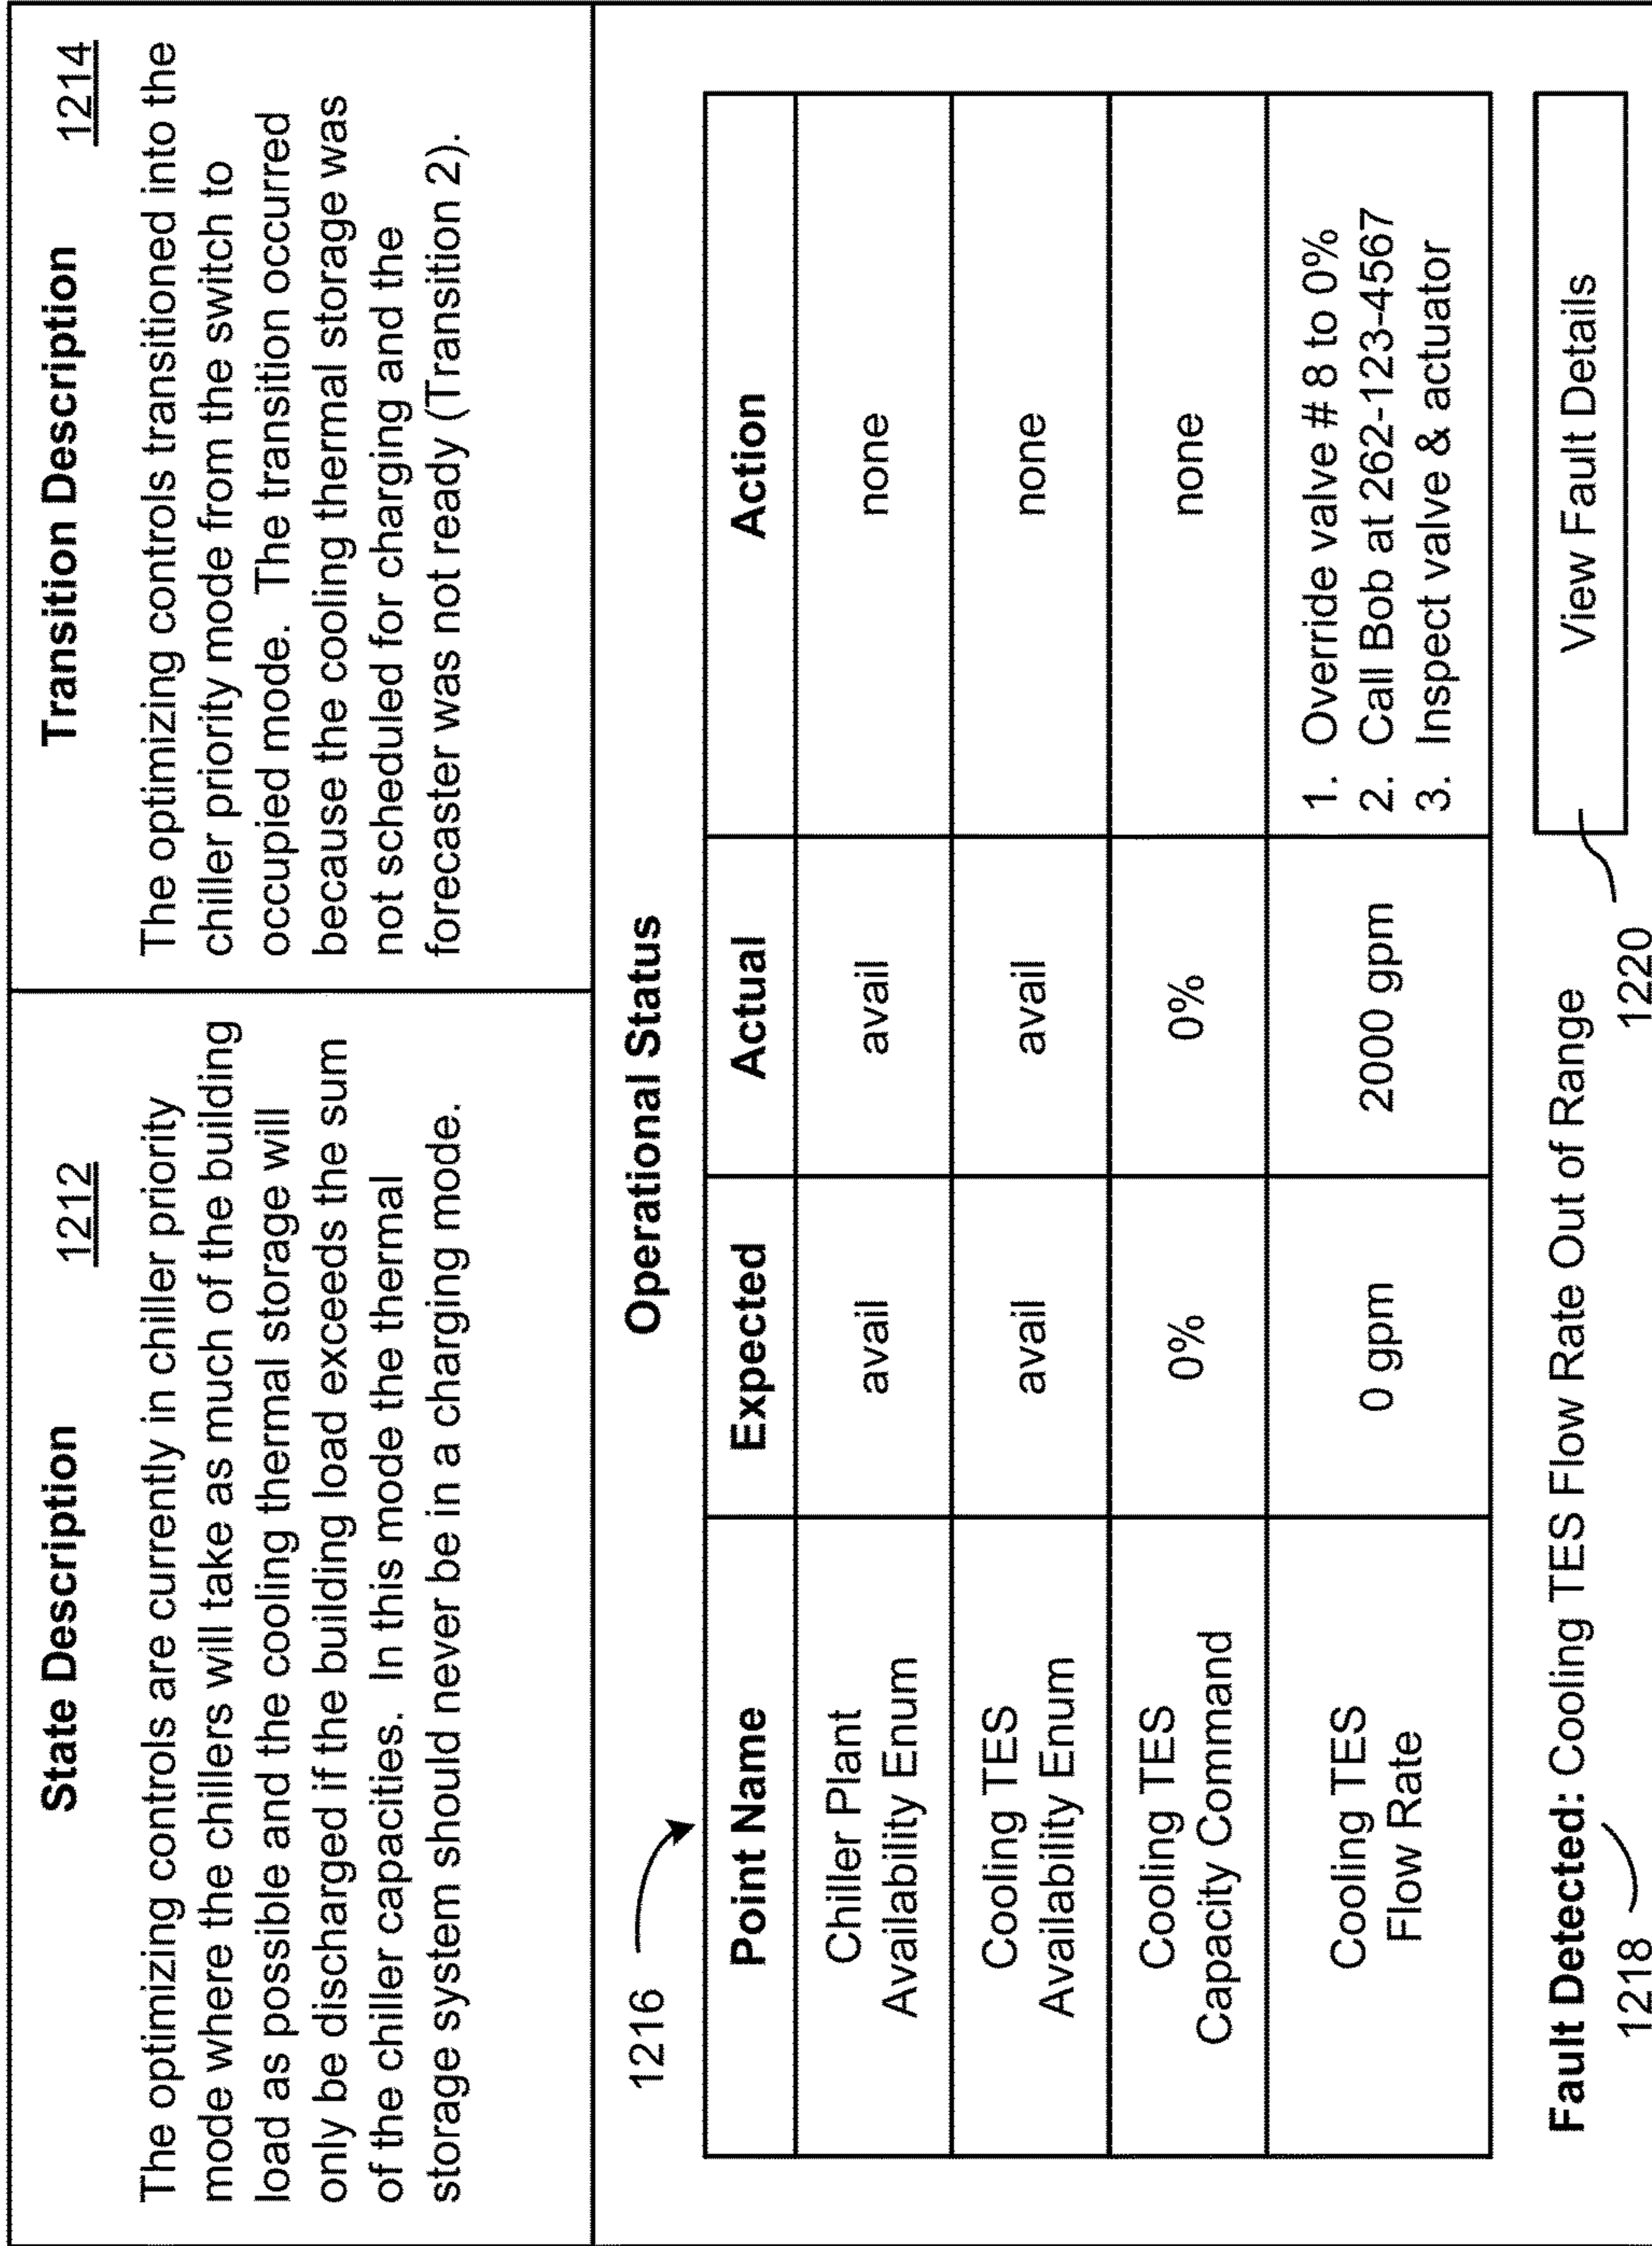 State Description 1212
The optimizing controls are currently in chiller priority
mode where the chillers will take as much of the building
load as possible and the cooling thermal storage will
only be discharged if the building load exceeds the sum
of the chiller capacities. In this mode the thermal
storage system should never be in a charging mode.
Transition Description 1214
The optimizing controls transitioned into the
chiller priority mode from the switch to
occupied mode. The transition occurred
because the cooling thermal storage was
not scheduled for charging and the
forecaster was not ready (Transition 2).
Operational Status
1216
Point Name Expected Actual Action
Chiller Plant
Availability Enum avail avail none
Cooling TES
Availability Enum avail avail none
Cooling TES
Capacity Command 0% 0% none
Cooling TES
Flow Rate 0 gpm 2000 gpm
1. Override valve # 8 to 0%
2. Call Bob at 262-123-4567
3. Inspect valve & actuator
Fault Detected: Cooling TES Flow Rate Out of Range
View Fault Details
1218
1220